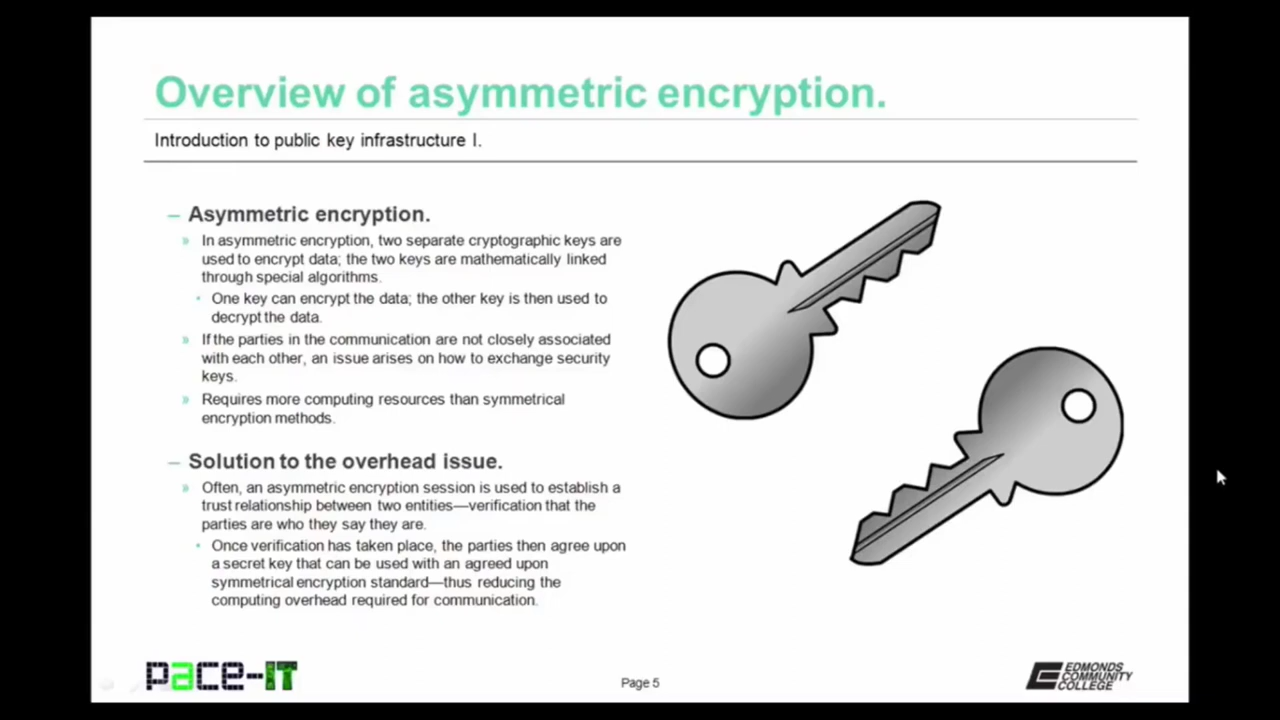 Overview of asymmetric encryption.
Introduction to public key infrastructure I.
– Asymmetric encryption.
» In asymmetric encryption, two separate cryptographic keys are
used to encrypt data; the two keys are mathematically linked
through special algorithms.
• One key can encrypt the data; the other key is then used to
decrypt the data.
» If the parties in the communication are not closely associated
with each other, an issue arises on how to exchange security
keys.
» Requires more computing resources than symmetrical
encryption methods.
– Solution to the overhead issue.
» Often, an asymmetric encryption session is used to establish a
trust relationship between two entities—verification that the
parties are who they say they are.
• Once verification has taken place, the parties then agree upon
a secret key that can be used with an agreed upon
symmetrical encryption standard—thus reducing the
computing overhead required for communication.
pace-IT
Page 5
EDMONDS
COMMUNITY
COLLEGE